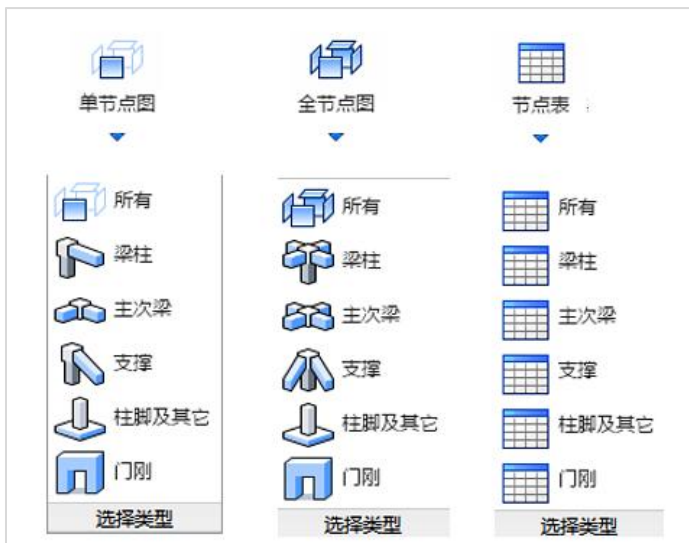 单节点图
全节点图
节点表
所有
梁柱
主次梁
支撑
柱脚及其它
门刚
选择类型
所有
梁柱
主次梁
支撑
柱脚及其它
门刚
选择类型
所有
梁柱
主次梁
支撑
柱脚及其它
门刚
选择类型